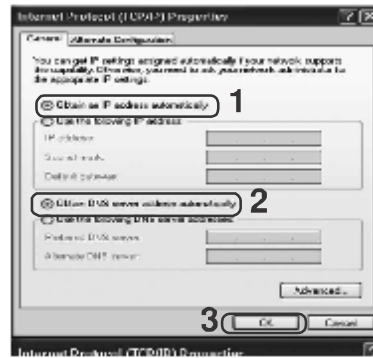 Internet Protocol (TCP/IP) Properties
General Alternate Configuration
You can get IP settings assigned automatically if your network supports
this capability. Otherwise, you need to ask your network administrator for
the appropriate IP settings.
Obtain an IP address automatically 1
Use the following IP address:
IP address:
Subnet mask:
Default gateway:
Obtain DNS server address automatically 2
Use the following DNS server addresses:
Preferred DNS server:
Alternate DNS server:
Advanced...
3 OK Cancel
Internet Protocol (TCP/IP) Properties